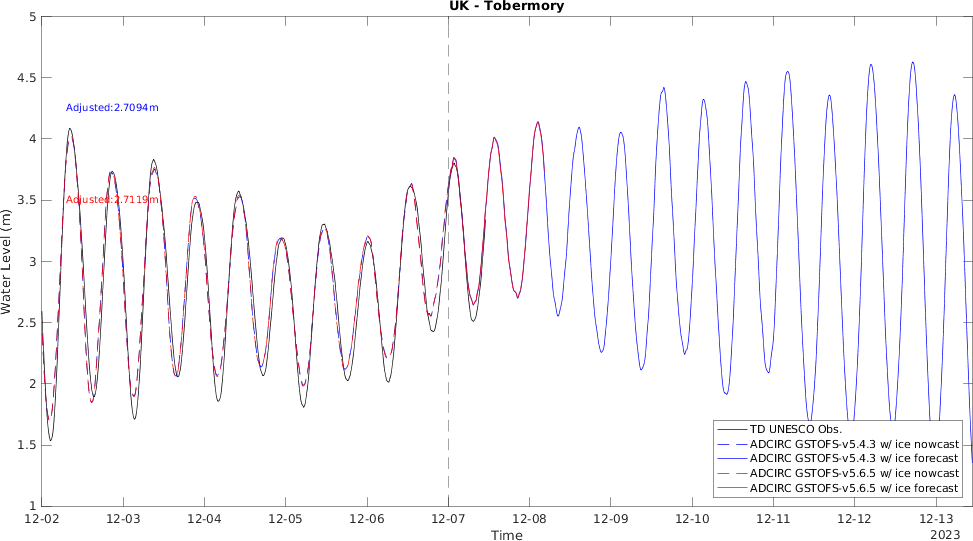 UK - Tobermory
5
4.5
4
3.5
3
2.5
2
1.5
1
Water Level (m)
Adjusted:2.7094m
Adjusted:2.7119m
TD UNESCO Obs.
ADCIRC GSTOFS-v5.4.3 w/ ice nowcast
ADCIRC GSTOFS-v5.4.3 w/ ice forecast
ADCIRC GSTOFS-v5.6.5 w/ ice nowcast
ADCIRC GSTOFS-v5.6.5 w/ ice forecast
12-02 12-03 12-04 12-05 12-06 12-07 12-08 12-09 12-10 12-11 12-12 12-13
Time
2023